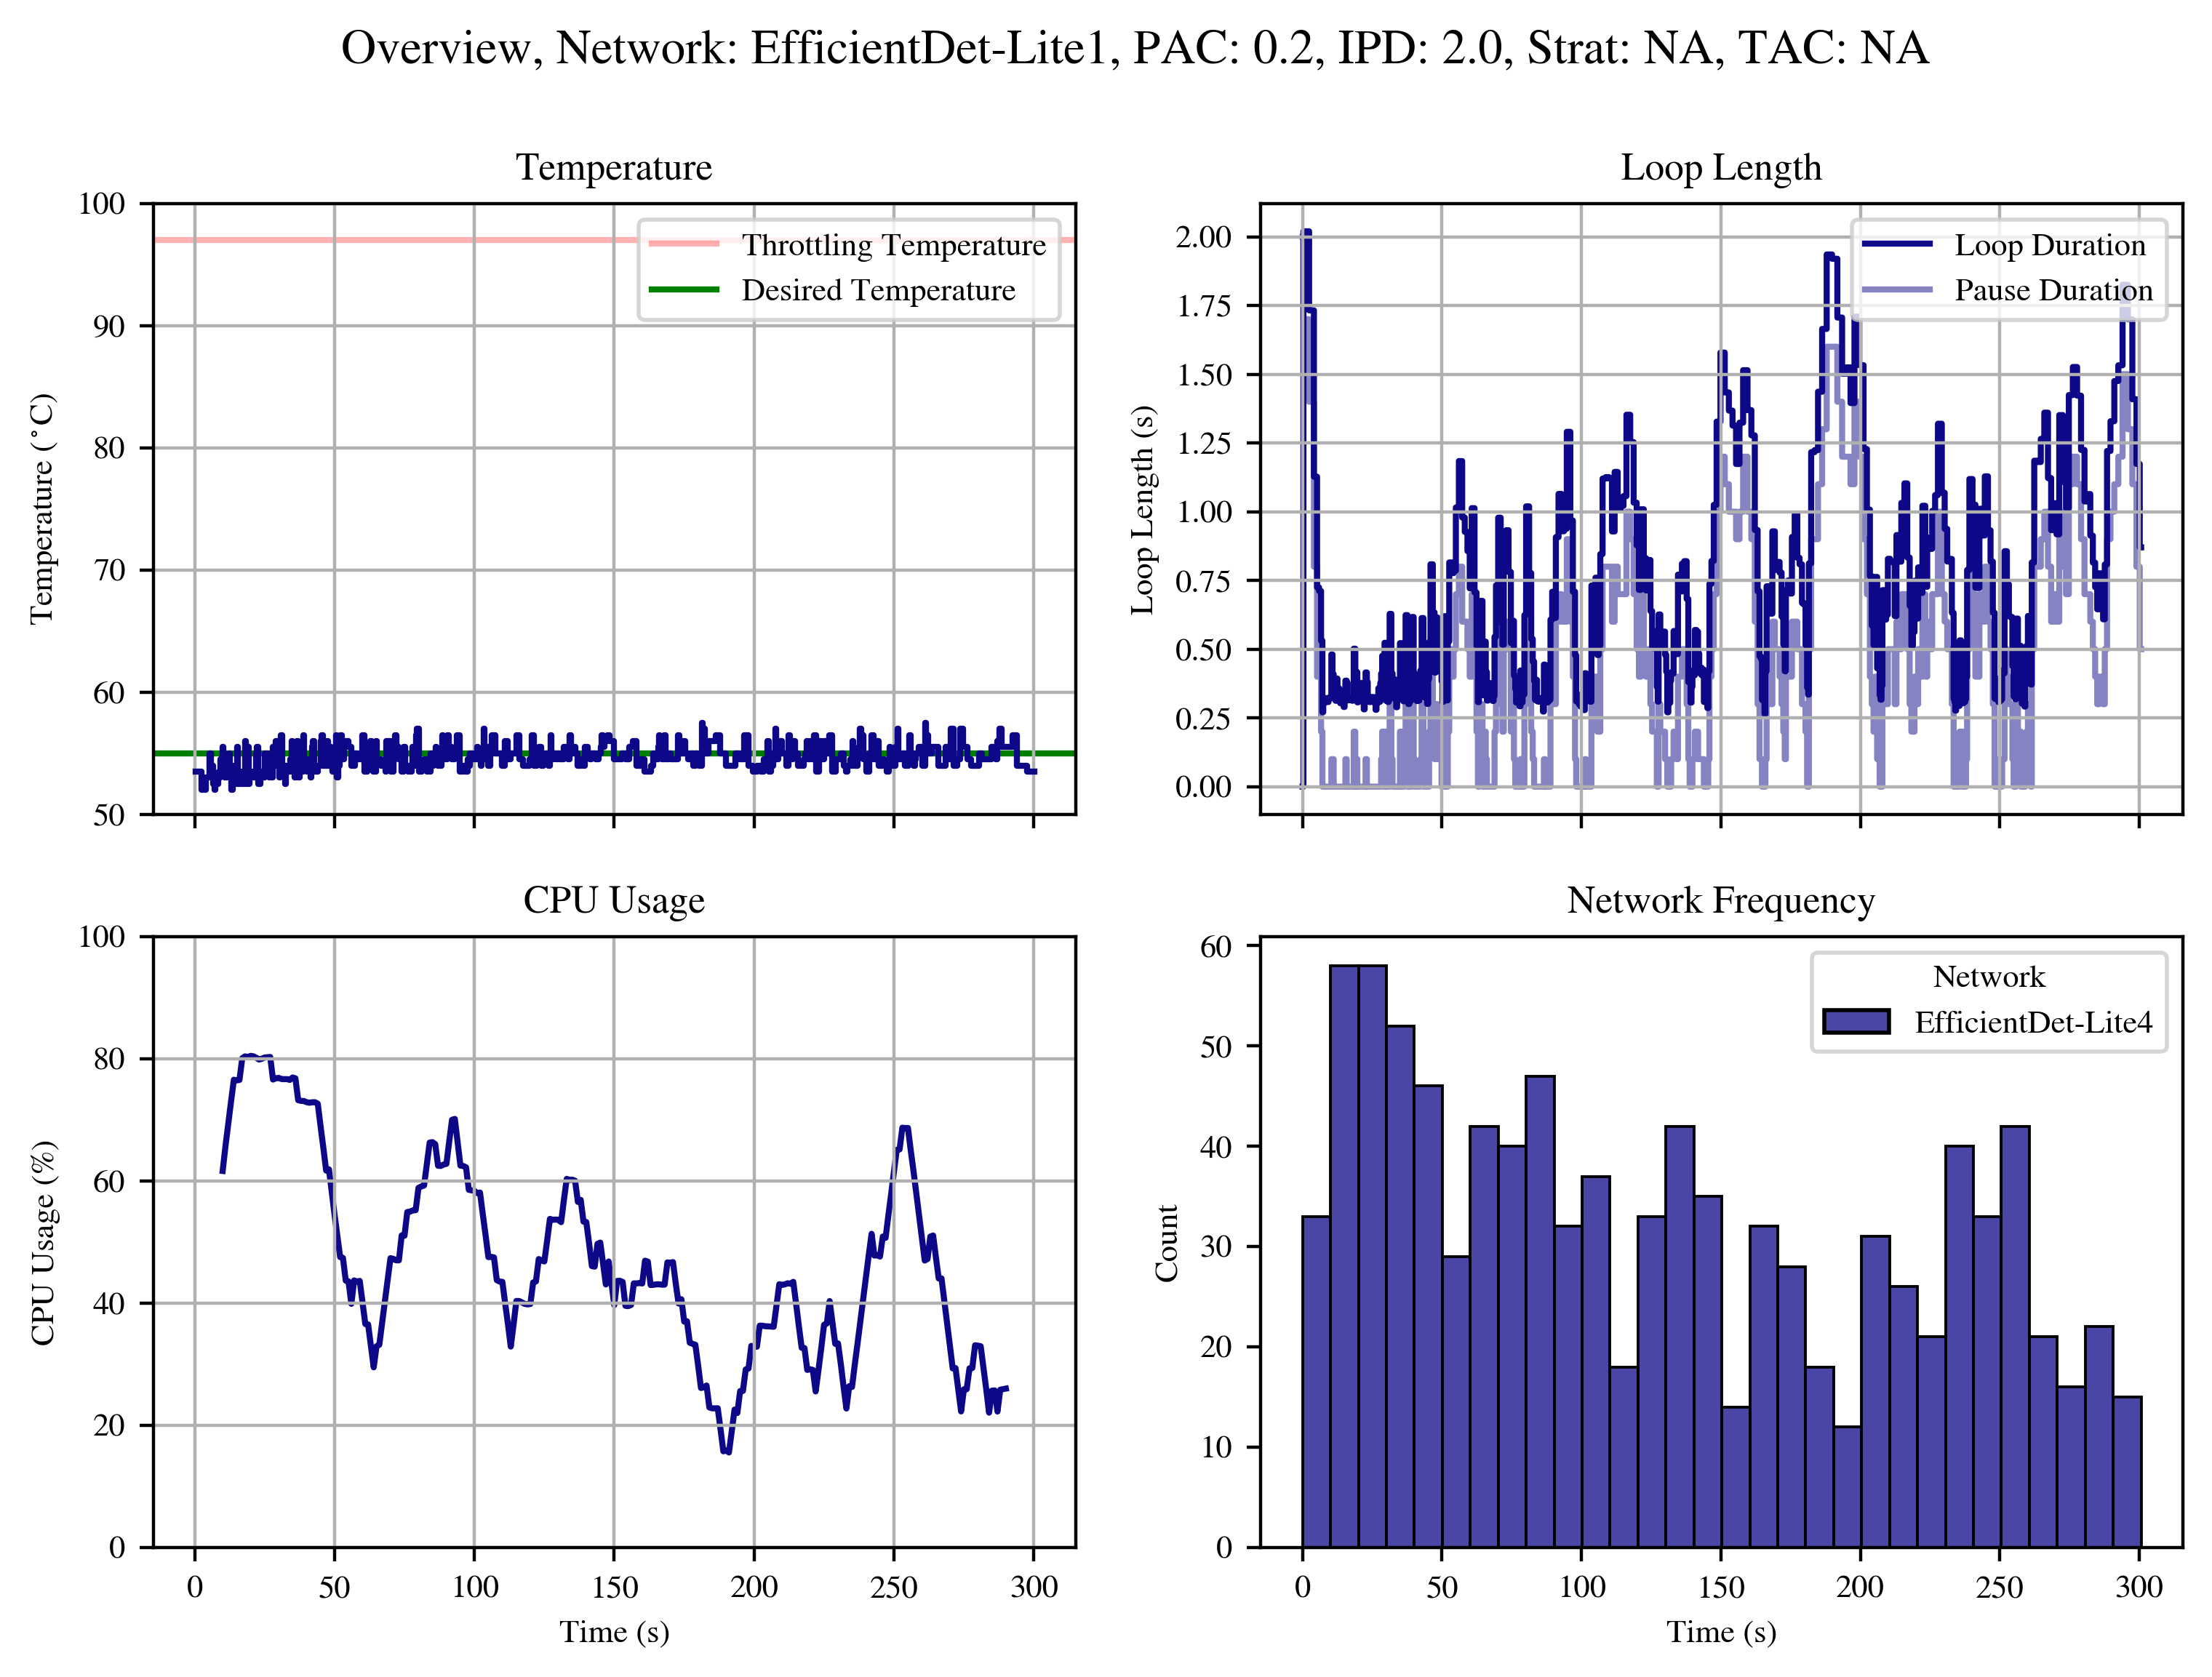 Overview, Network: EfficientDet-Lite1, PAC: 0.2, IPD: 2.0, Strat: NA, TAC: NA
Temperature
100
90
80
70
60
50
Temperature (°C)
Throttling Temperature
Desired Temperature
Loop Length
2.00
1.75
1.50
1.25
1.00
0.75
0.50
0.25
0.00
Loop Length (s)
Loop Duration
Pause Duration
CPU Usage
100
80
60
40
20
0
CPU Usage (%)
0 50 100 150 200 250 300
Time (s)
Network Frequency
60
50
40
30
20
10
0
Count
Network
EfficientDet-Lite4
0 50 100 150 200 250 300
Time (s)